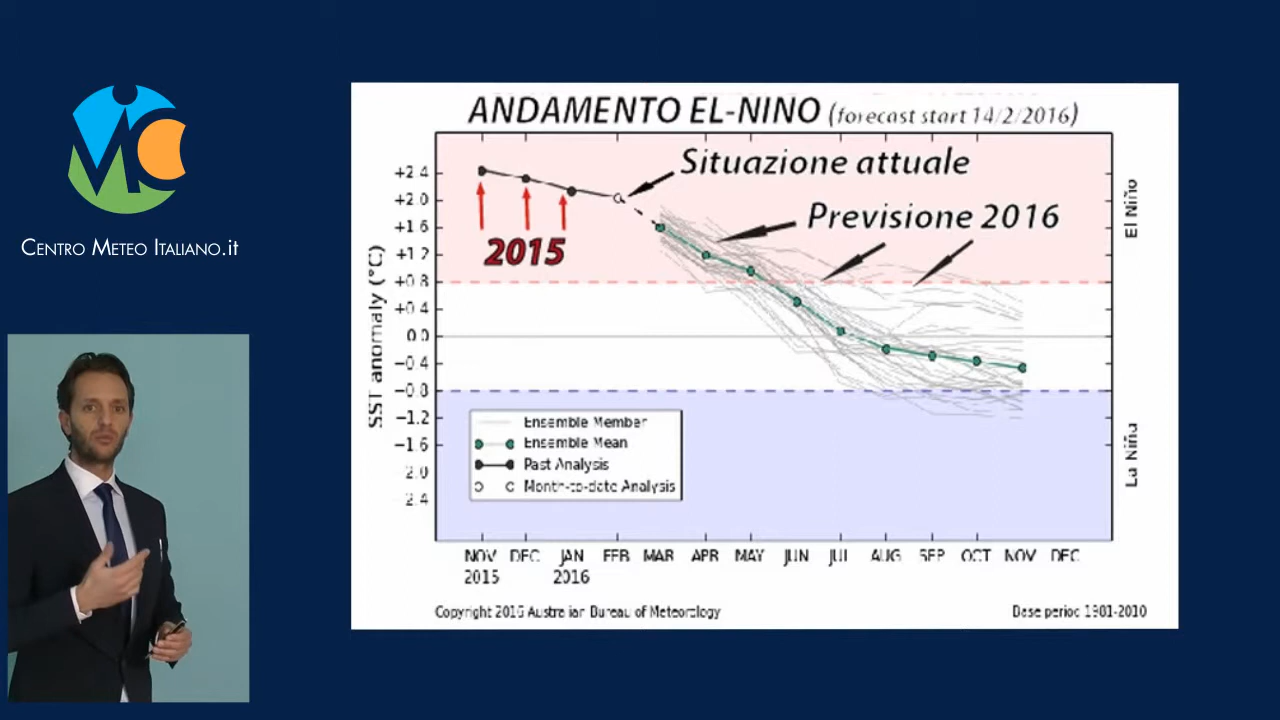 CENTRO METEO ITALIANO.it
ANDAMENTO EL-NINO (forecast start 14/2/2016)
Situazione attuale
Previsione 2016
2015
El Niño
La Niña
SST anomaly (°C)
+2.4
+2.0
+1.6
+1.2
+0.8
+0.4
0.0
−0.4
−0.8
−1.2
−1.6
2.0
2.4
Ensemble Member
Ensemble Mean
Past Analysis
Month-to-date Analysis
NOV DEC JAN FEB MAR APR MAY JUN JUL AUG SEP OCT NOV DEC
2015 2016
Copyright 2016 Australian Bureau of Meteorology
Base period 1981-2010